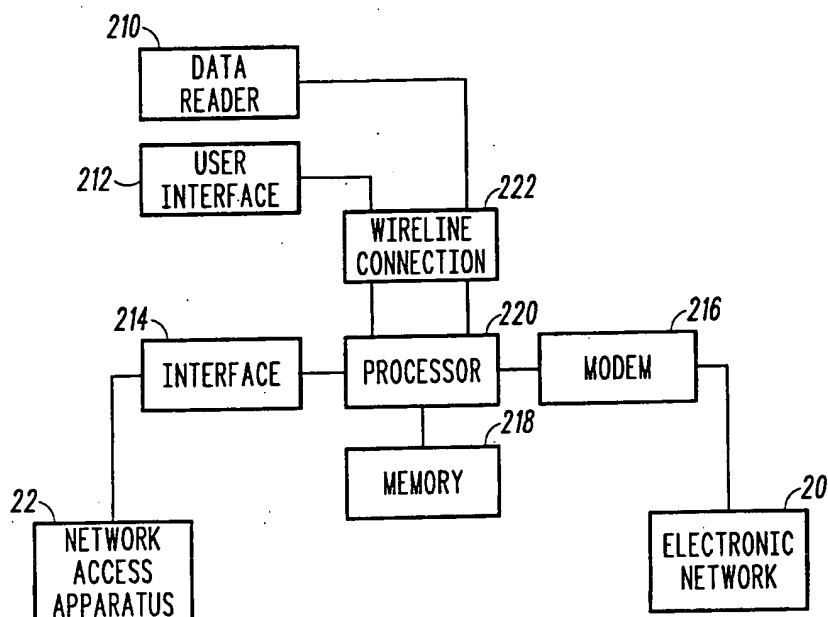 210
DATA
READER
212
USER
INTERFACE
222
WIRELINE
CONNECTION
214
INTERFACE
220
PROCESSOR
216
MODEM
218
MEMORY
22
NETWORK
ACCESS
APPARATUS
20
ELECTRONIC
NETWORK